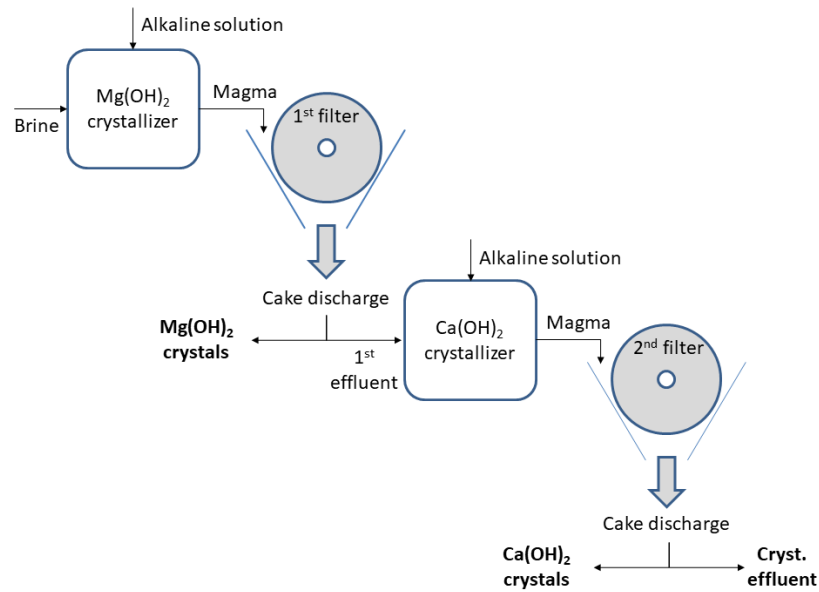 Alkaline solution
Mg(OH)₂
crystallizer
Brine
Magma
1st filter
Cake discharge
Mg(OH)₂
crystals
1st
effluent
Alkaline solution
Ca(OH)₂
crystallizer
Magma
2nd filter
Cake discharge
Ca(OH)₂
crystals
Cryst.
effluent